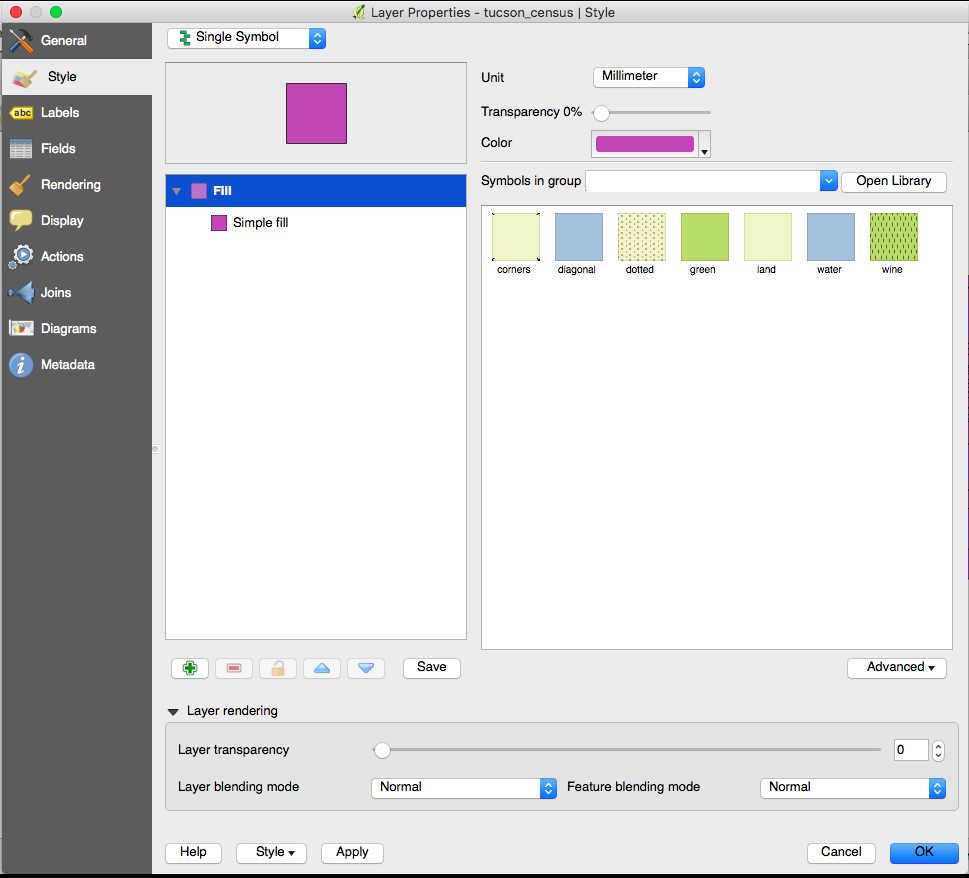 Layer Properties - tucson_census | Style
General
Style
Labels
Fields
Rendering
Display
Actions
Joins
Diagrams
Metadata
abc
Single Symbol
Fill
Simple fill
Unit
Millimeter
Transparency 0%
Color
Symbols in group
Open Library
corners diagonal dotted green land water wine
Save
Advanced
Layer rendering
Layer transparency
0
Layer blending mode
Normal
Feature blending mode
Normal
Help
Style
Apply
Cancel
OK